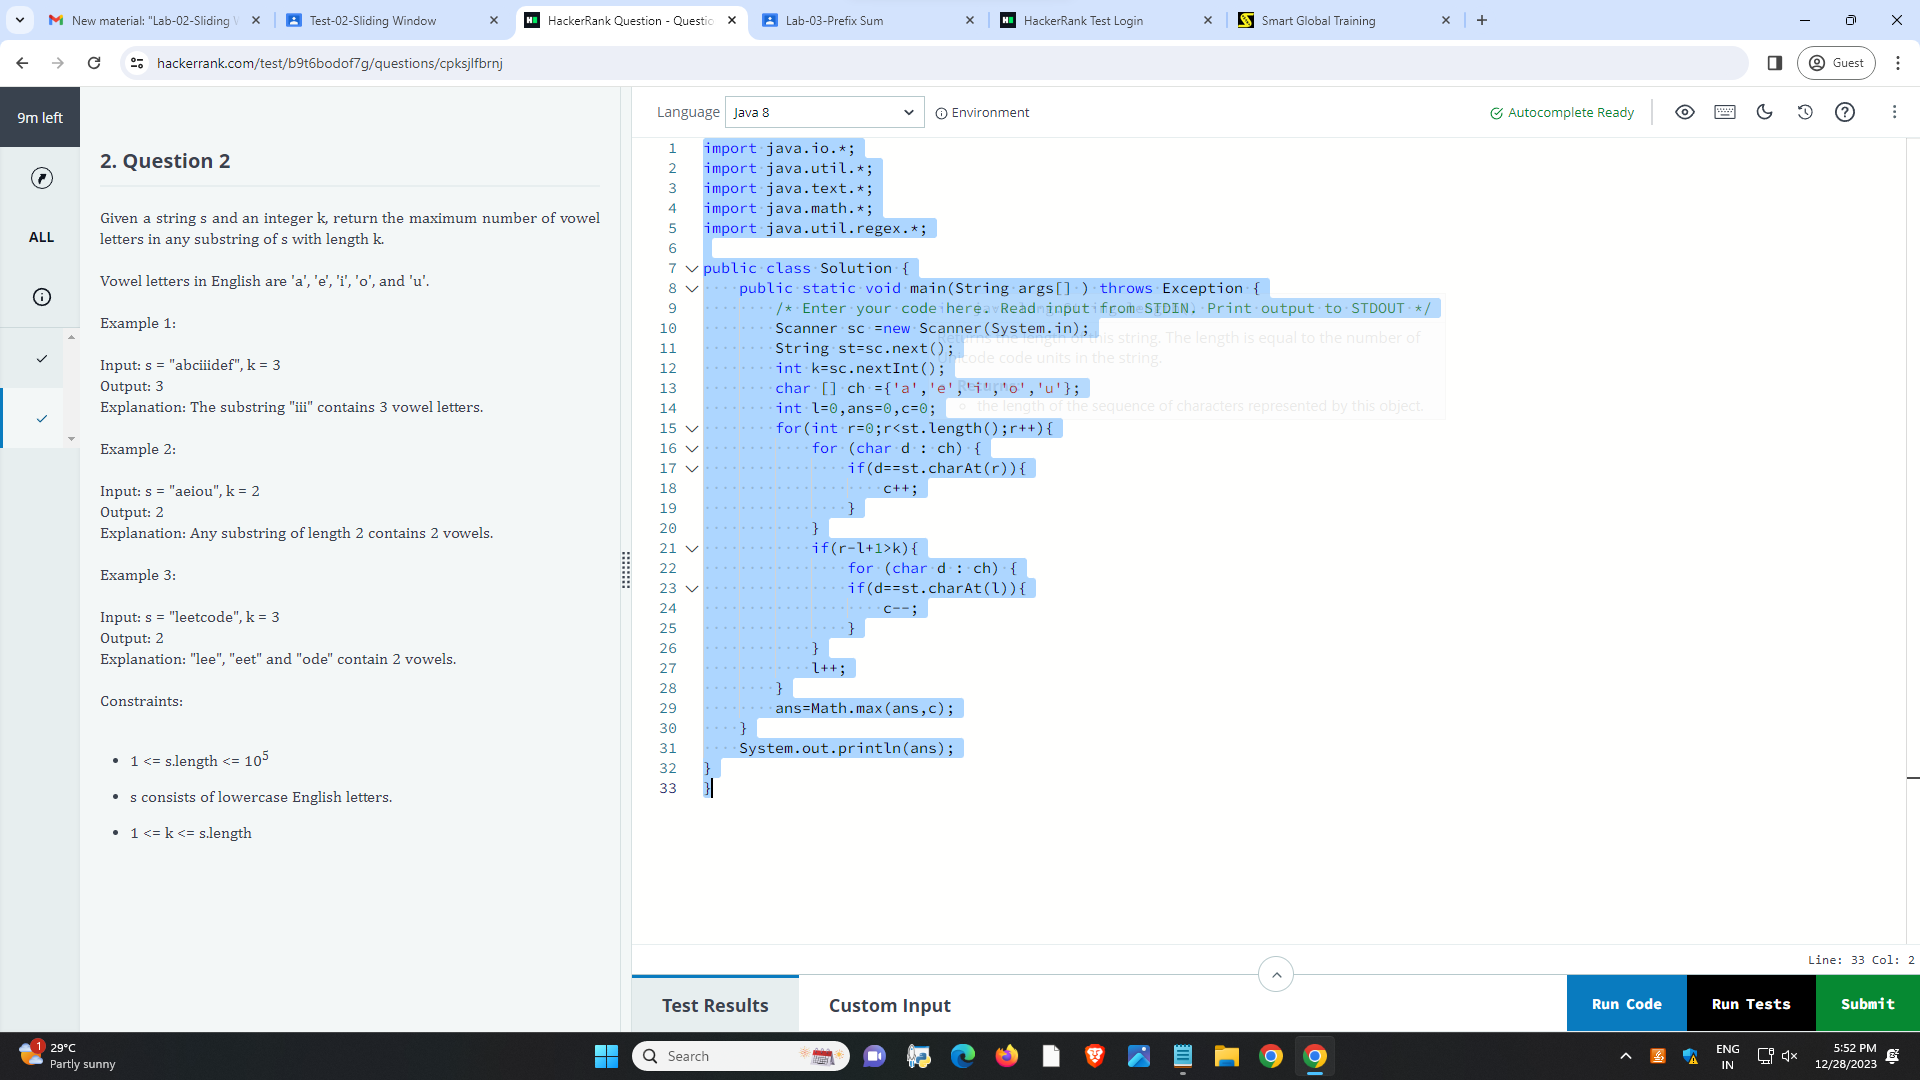 New material: "Lab-02-Sliding
Test-02-Sliding Window
HackerRank Question - Questio
Lab-03-Prefix Sum
HackerRank Test Login
Smart Global Training
hackerrank.com/test/b9t6bodof7g/questions/cpksjlfbrnj
Guest
9m left
ALL
2. Question 2
Given a string s and an integer k, return the maximum number of vowel
letters in any substring of s with length k.
Vowel letters in English are 'a', 'e', 'i', 'o', and 'u'.
Example 1:
Input: s = "abciiidef", k = 3
Output: 3
Explanation: The substring "iii" contains 3 vowel letters.
Example 2:
Input: s = "aeiou", k = 2
Output: 2
Explanation: Any substring of length 2 contains 2 vowels.
Example 3:
Input: s = "leetcode", k = 3
Output: 2
Explanation: "lee", "eet" and "ode" contain 2 vowels.
Constraints:
• 1 <= s.length <= 10^5
• s consists of lowercase English letters.
• 1 <= k <= s.length
Language Java 8 Environment
Autocomplete Ready
1 import java.io.*;
2 import java.util.*;
3 import java.text.*;
4 import java.math.*;
5 import java.util.regex.*;
6
7 public class Solution {
8 public static void main(String args[] ) throws Exception {
9 /* Enter your code here. Read input from STDIN. Print output to STDOUT */
10 Scanner sc =new Scanner(System.in);
11 String st=sc.next();
12 int k=sc.nextInt();
13 char [] ch ={'a','e','i','o','u'};
14 int l=0,ans=0,c=0;
15 for(int r=0;r<st.length();r++){
16 for (char d : ch) {
17 if(d==st.charAt(r)){
18 c++;
19 }
20 }
21 if(r-l+1>k){
22 for (char d : ch) {
23 if(d==st.charAt(l)){
24 c--;
25 }
26 }
27 l++;
28 }
29 ans=Math.max(ans,c);
30 }
31 System.out.println(ans);
32 }
33 }
Returns the length of this string. The length is equal to the number of
Unicode code units in the string.
Returns:
the length of the sequence of characters represented by this object.
Line: 33 Col: 2
Test Results
Custom Input
Run Code
Run Tests
Submit
1
29°C
Partly sunny
Search
ENG
IN
5:52 PM
12/28/2023